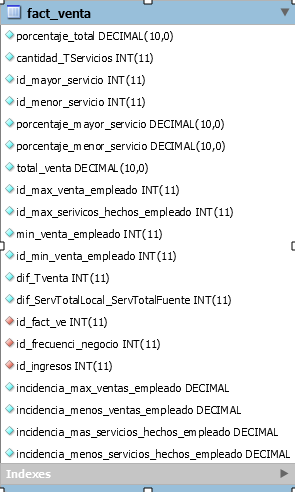 fact_venta
porcentaje_total DECIMAL(10,0)
cantidad_TServicios INT(11)
id_mayor_servicio INT(11)
id_menor_servicio INT(11)
porcentaje_mayor_servicio DECIMAL(10,0)
porcentaje_menor_servicio DECIMAL(10,0)
total_venta DECIMAL(10,0)
id_max_venta_empleado INT(11)
id_max_serivicos_hechos_empleado INT(11)
min_venta_empleado INT(11)
id_min_venta_empleado INT(11)
dif_Tventa INT(11)
dif_ServTotalLocal_ServTotalFuente INT(11)
id_fact_ve INT(11)
id_frecuenci_negocio INT(11)
id_ingresos INT(11)
incidencia_max_ventas_empleado DECIMAL
incidencia_menos_ventas_empleado DECIMAL
incidencia_mas_servicios_hechos_empleado DECIMAL
incidencia_menos_servicios_hechos_empleado DECIMAL
Indexes